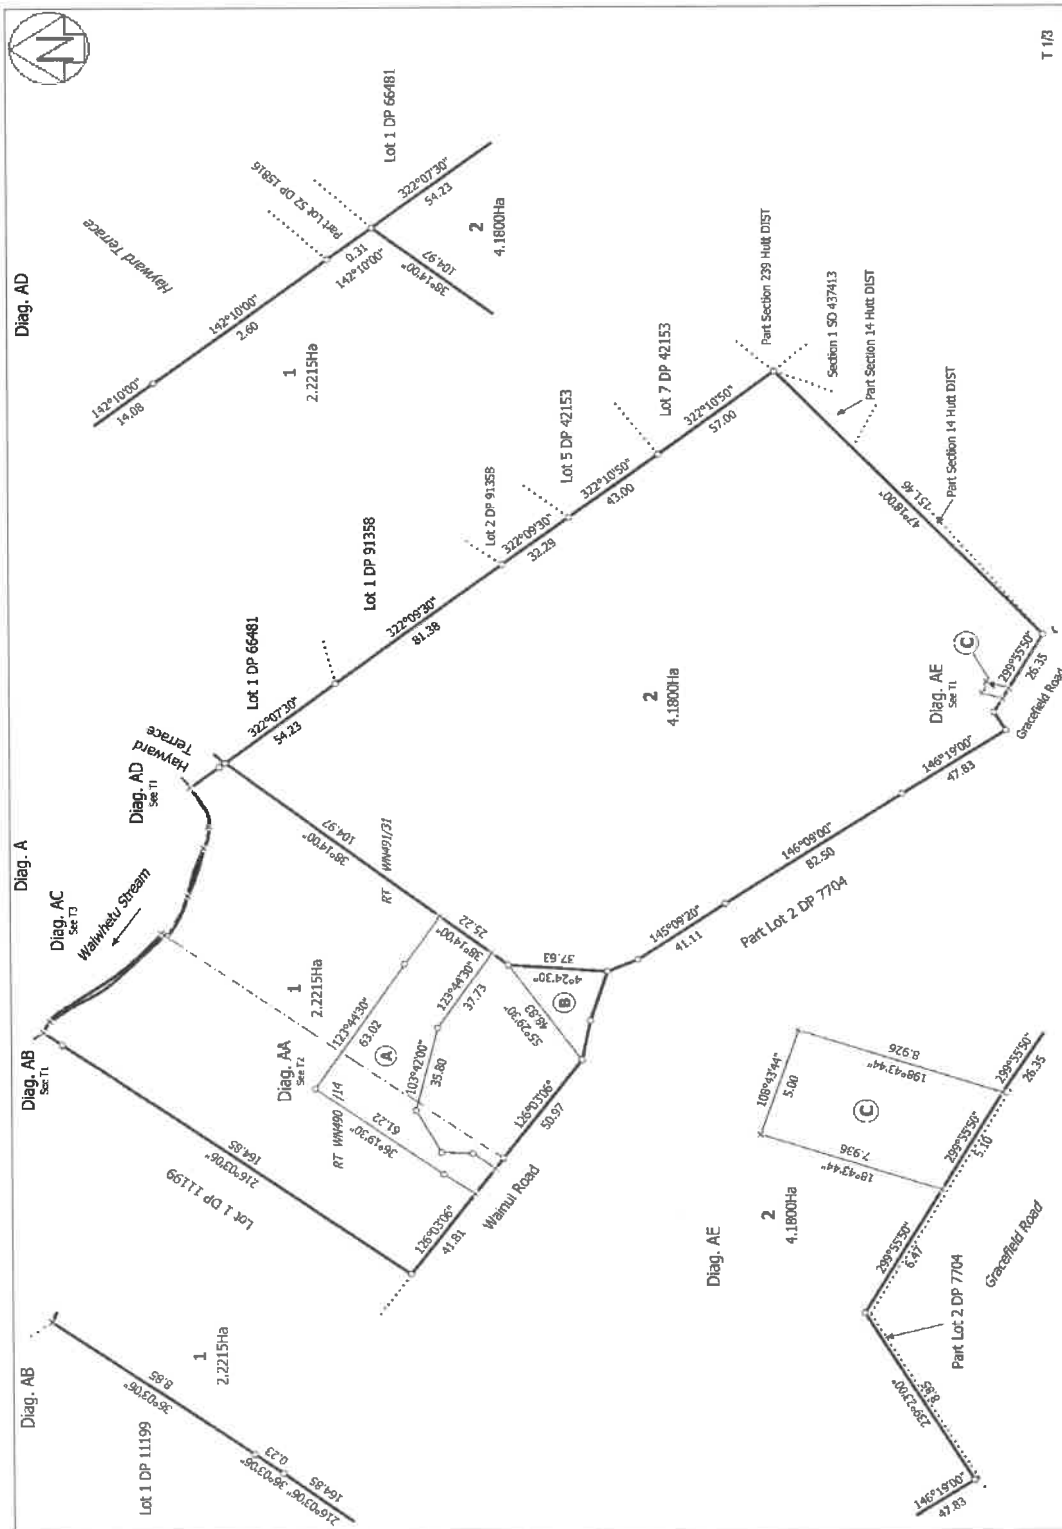 Diag. AB
Lot 1 DP 11199
36°03'06"
8.85
36°03'06"
0.23
216°03'06"
164.85
1
2.2215Ha
Diag. A
Diag. AB
See T1
Diag. AC
See T3
Waiwhetu Stream
Diag. AD
See T1
Hayward
Terrace
Lot 1 DP 11199
216°03'06"
164.85
1
2.2215Ha
Diag. AA
See T2
RT WN490 /14
36°19'30"
61.22
123°44'30"
63.02
A
103°42'00"
35.80
123°44'30"
37.73
38°14'00"
25.22
RT WN491/31
38°14'00"
104.97
126°03'06"
41.81
Wainui Road
126°03'06"
50.97
55°29'30"
48.83
B
4°24'30"
37.63
322°07'30"
54.23
Lot 1 DP 66481
322°09'30"
81.38
Lot 1 DP 91358
322°09'30"
32.29
Lot 2 DP 91358
322°10'50"
43.00
Lot 5 DP 42153
322°10'50"
57.00
Lot 7 DP 42153
Part Section 239 Hutt DIST
Section 1 SO 437413
Part Section 14 Hutt DIST
Part Section 14 Hutt DIST
47°18'00"
151.46
2
4.1800Ha
145°09'20"
41.11
Part Lot 2 DP 7704
146°09'00"
82.50
146°19'00"
47.83
Diag. AE
See T1
C
299°55'50"
26.35
Gracefield Road
Diag. AD
Hayward Terrace
142°10'00"
14.08
142°10'00"
2.60
Part Lot 52 DP 15816
0.31
142°10'00"
Lot 1 DP 66481
322°07'30"
54.23
38°14'00"
104.97
1
2.2215Ha
2
4.1800Ha
Diag. AE
2
4.1800Ha
146°19'00"
47.83
239°23'00"
8.85
Part Lot 2 DP 7704
299°55'50"
6.47
18°43'44"
7.936
108°43'44"
5.00
C
198°43'44"
8.926
299°55'50"
5.10
299°55'50"
26.35
Gracefield Road
N
T 1/3